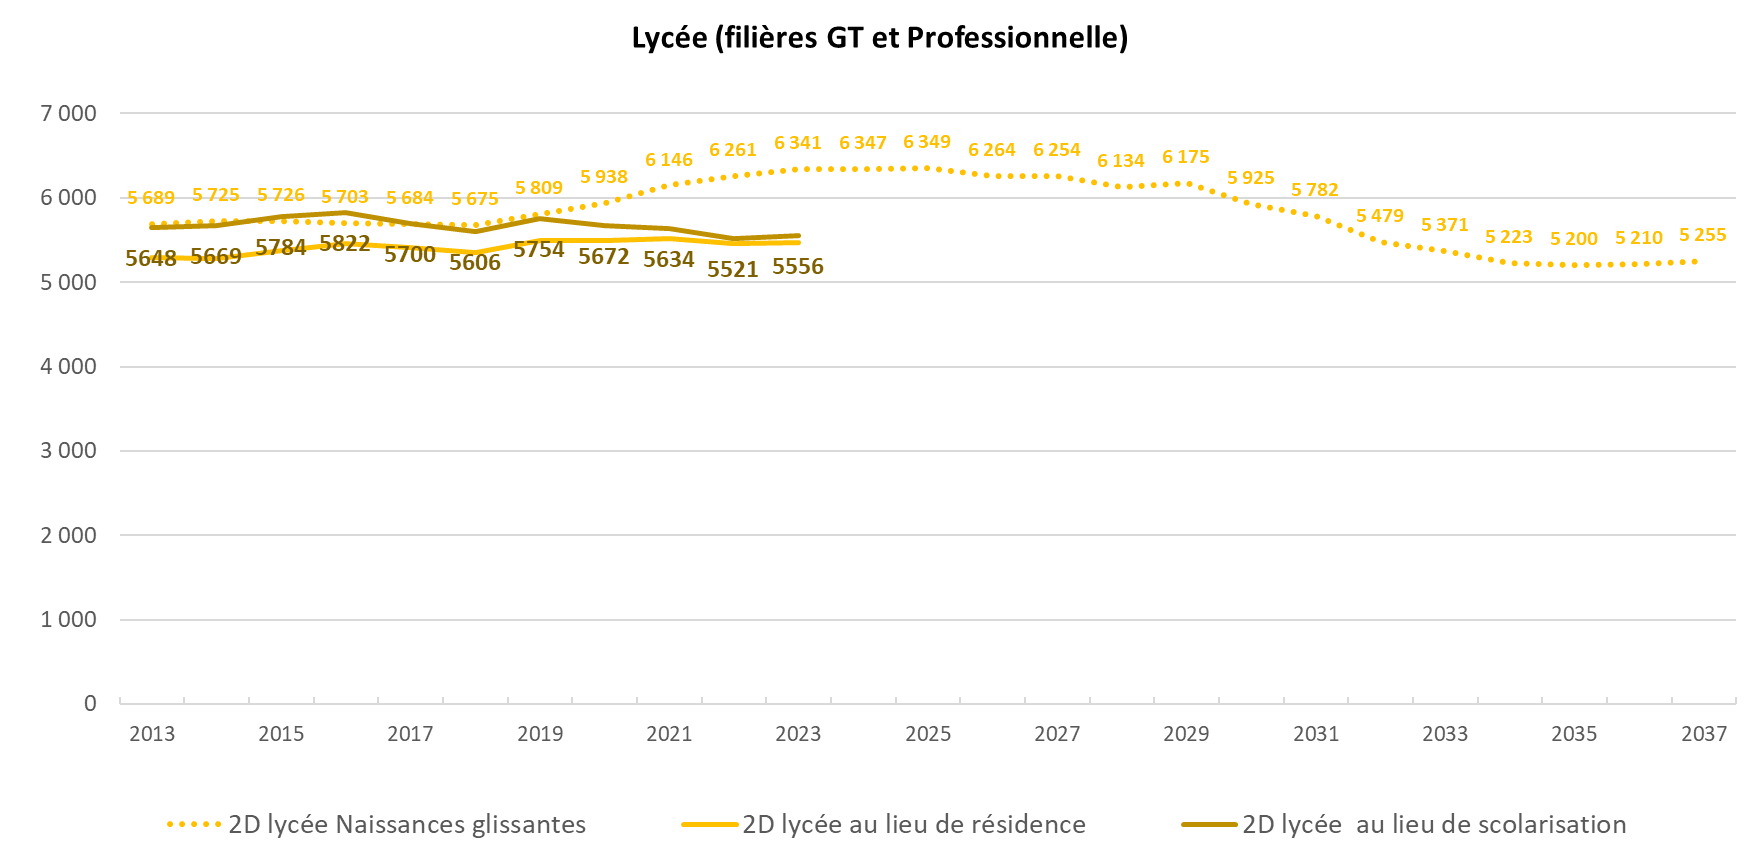 Lycée (filières GT et Professionnelle)
7 000
6 000
5 000
4 000
3 000
2 000
1 000
0
5 689 5 725 5 726 5 703 5 684 5 675 5 809 5 938 6 146 6 261 6 341 6 347 6 349 6 264 6 254 6 134 6 175 5 925 5 782 5 479 5 371 5 223 5 200 5 210 5 255
5648 5669 5784 5822 5700 5606 5754 5672 5634 5521 5556
2013 2015 2017 2019 2021 2023 2025 2027 2029 2031 2033 2035 2037
2D lycée Naissances glissantes 2D lycée au lieu de résidence 2D lycée au lieu de scolarisation